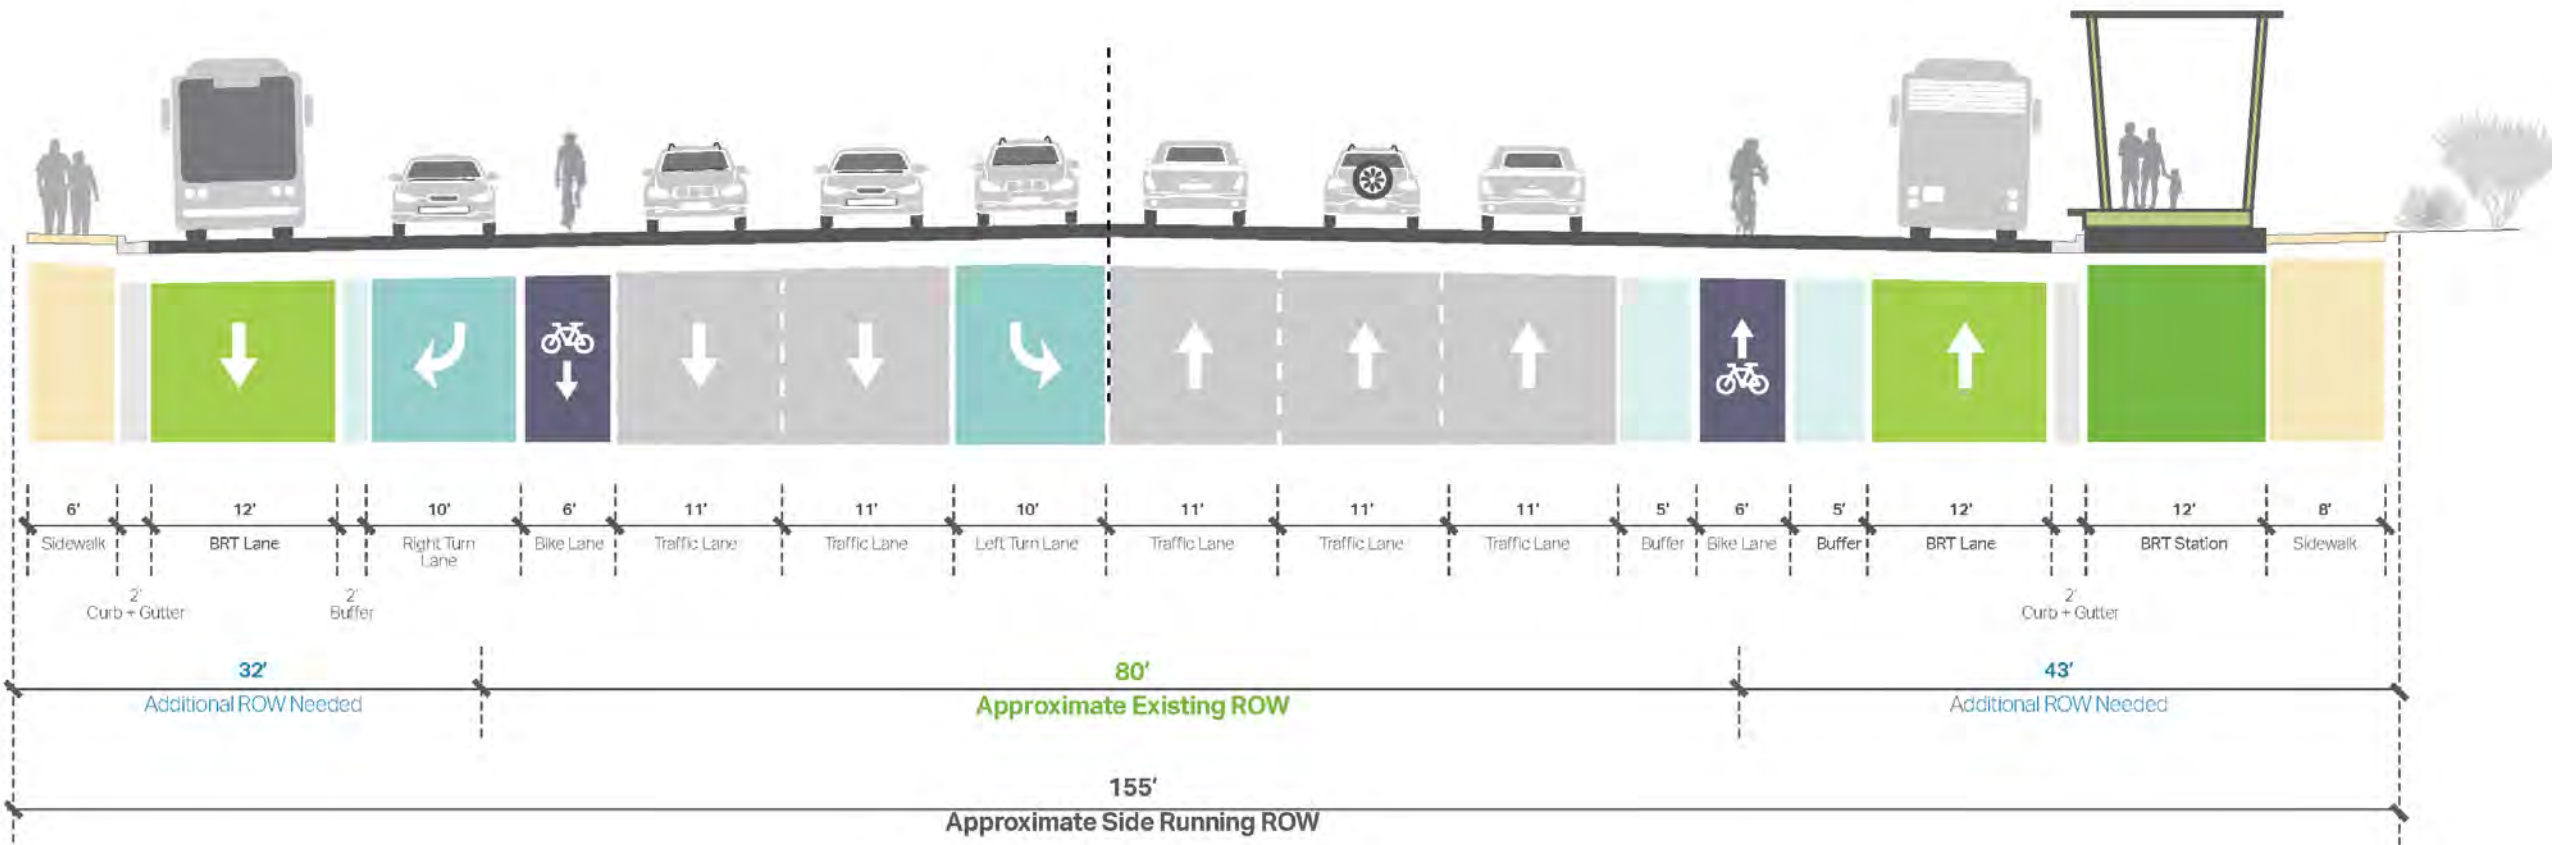 6' 12' 10' 6' 11' 11' 10' 11' 11' 11' 5' 6' 5' 12' 12' 8'
Sidewalk BRT Lane Right Turn Bike Lane Traffic Lane Traffic Lane Left Turn Lane Traffic Lane Traffic Lane Traffic Lane Buffer Bike Lane Buffer BRT Lane BRT Station Sidewalk
Lane
2' 2' 2'
Curb + Gutter Buffer Curb + Gutter
32' 80' 43'
Additional ROW Needed Approximate Existing ROW Additional ROW Needed
155'
Approximate Side Running ROW